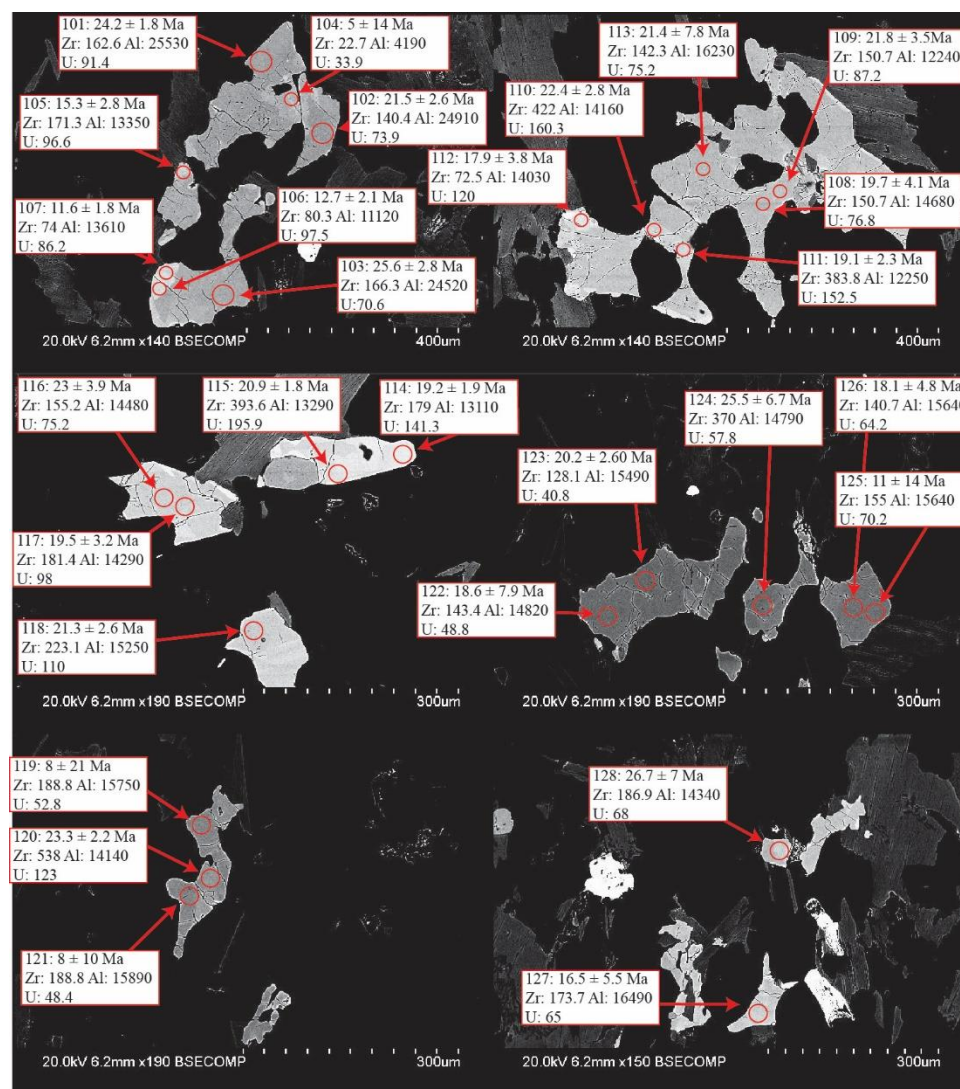 101: 24.2 ± 1.8 Ma
Zr: 162.6 Al: 25530
U: 91.4
104: 5 ± 14 Ma
Zr: 22.7 Al: 4190
U: 33.9
105: 15.3 ± 2.8 Ma
Zr: 171.3 Al: 13350
U: 96.6
102: 21.5 ± 2.6 Ma
Zr: 140.4 Al: 24910
U: 73.9
107: 11.6 ± 1.8 Ma
Zr: 74 Al: 13610
U: 86.2
106: 12.7 ± 2.1 Ma
Zr: 80.3 Al: 11120
U: 97.5
103: 25.6 ± 2.8 Ma
Zr: 166.3 Al: 24520
U:70.6
20.0kV 6.2mm x140 BSECOMP
400um
113: 21.4 ± 7.8 Ma
Zr: 142.3 Al: 16230
U: 75.2
109: 21.8 ± 3.5Ma
Zr: 150.7 Al: 12240
U: 87.2
110: 22.4 ± 2.8 Ma
Zr: 422 Al: 14160
U: 160.3
112: 17.9 ± 3.8 Ma
Zr: 72.5 Al: 14030
U: 120
108: 19.7 ± 4.1 Ma
Zr: 150.7 Al: 14680
U: 76.8
111: 19.1 ± 2.3 Ma
Zr: 383.8 Al: 12250
U: 152.5
20.0kV 6.2mm x140 BSECOMP
400um
116: 23 ± 3.9 Ma
Zr: 155.2 Al: 14480
U: 75.2
115: 20.9 ± 1.8 Ma
Zr: 393.6 Al: 13290
U: 195.9
114: 19.2 ± 1.9 Ma
Zr: 179 Al: 13110
U: 141.3
117: 19.5 ± 3.2 Ma
Zr: 181.4 Al: 14290
U: 98
118: 21.3 ± 2.6 Ma
Zr: 223.1 Al: 15250
U: 110
20.0kV 6.2mm x190 BSECOMP
300um
124: 25.5 ± 6.7 Ma
Zr: 370 Al: 14790
U: 57.8
126: 18.1 ± 4.8 Ma
Zr: 140.7 Al: 15640
U: 64.2
123: 20.2 ± 2.60 Ma
Zr: 128.1 Al: 15490
U: 40.8
125: 11 ± 14 Ma
Zr: 155 Al: 15640
U: 70.2
122: 18.6 ± 7.9 Ma
Zr: 143.4 Al: 14820
U: 48.8
20.0kV 6.2mm x190 BSECOMP
300um
119: 8 ± 21 Ma
Zr: 188.8 Al: 15750
U: 52.8
120: 23.3 ± 2.2 Ma
Zr: 538 Al: 14140
U: 123
121: 8 ± 10 Ma
Zr: 188.8 Al: 15890
U: 48.4
20.0kV 6.2mm x190 BSECOMP
300um
128: 26.7 ± 7 Ma
Zr: 186.9 Al: 14340
U: 68
127: 16.5 ± 5.5 Ma
Zr: 173.7 Al: 16490
U: 65
20.0kV 6.2mm x150 BSECOMP
300um